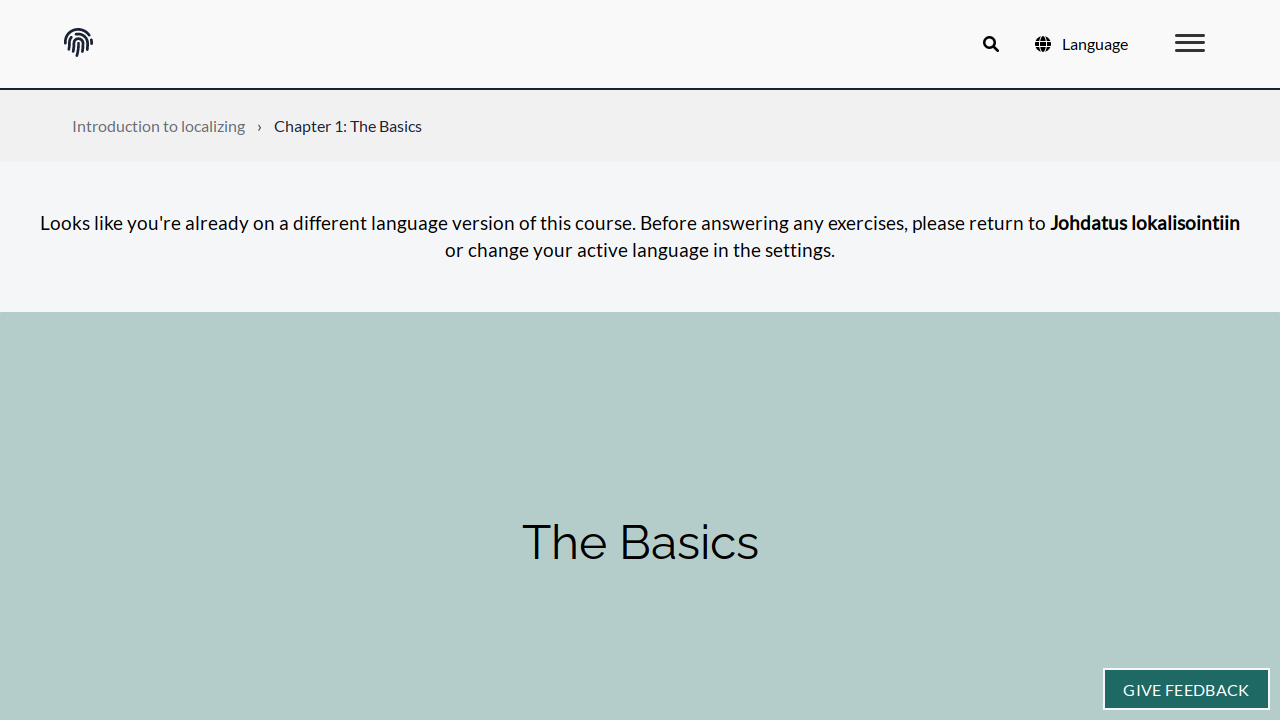 Language
Introduction to localizing › Chapter 1: The Basics
Looks like you're already on a different language version of this course. Before answering any exercises, please return to Johdatus lokalisointiin
or change your active language in the settings.
The Basics
GIVE FEEDBACK